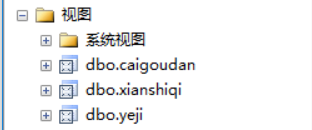 视图
系统视图
dbo.caigoudan
dbo.xianshiqi
dbo.yeji